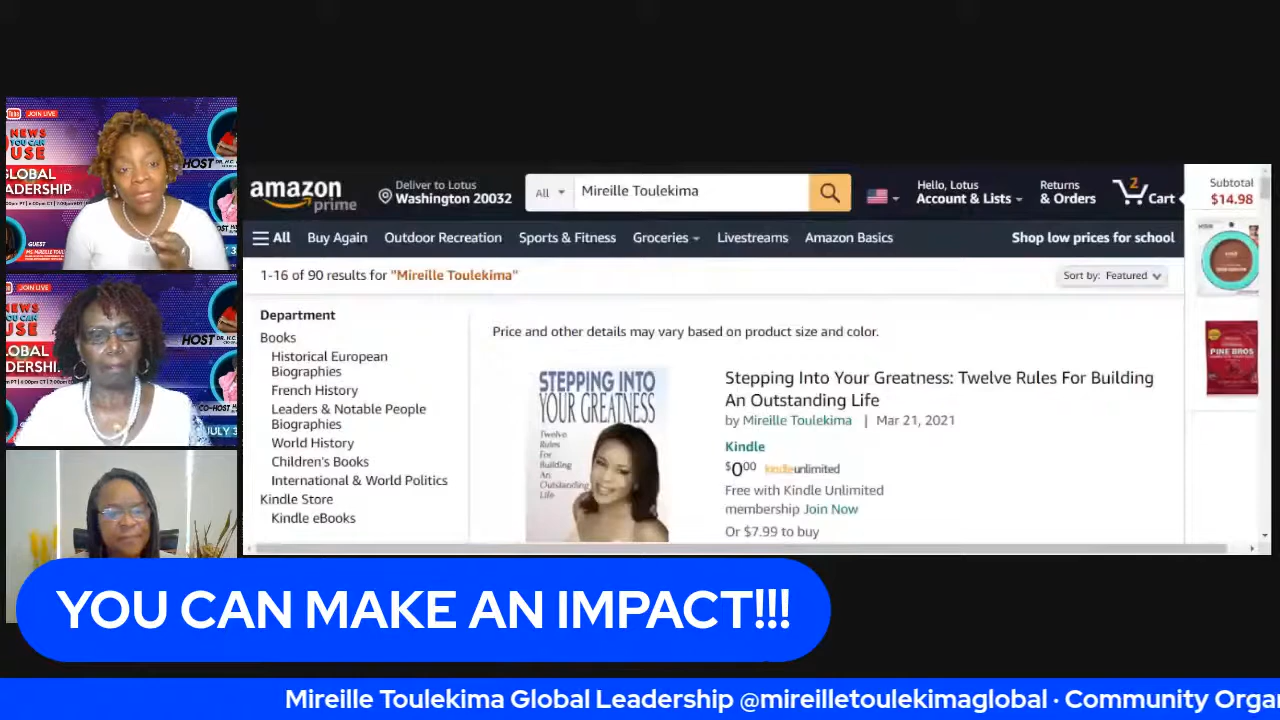 JOIN LIVE
NEWS
YOU CAN
USE
GLOBAL
ADERSHIP
HOST
GUEST
JOIN LIVE
NEWS
YOU CAN
USE
LOBAL
DERSHI
HOS
CO-HOST
JULY 3
amazon
prime
Deliver to Lotus
Washington 20032
All
Mireille Toulekima
Hello, Lotus
Account & Lists
Returns
& Orders
2
Cart
Subtotal
$14.98
All
Buy Again
Outdoor Recreation
Sports & Fitness
Groceries
Livestreams
Amazon Basics
Shop low prices for school
1-16 of 90 results for "Mireille Toulekima"
Sort by: Featured
Department
Books
Historical European
Biographies
French History
Leaders & Notable People
Biographies
World History
Children's Books
International & World Politics
Kindle Store
Kindle eBooks
Price and other details may vary based on product size and color.
STEPPING INTO
YOUR GREATNESS
Twelve
Rules
For
Building
An
Outstanding
Life
Stepping Into Your Greatness: Twelve Rules For Building
An Outstanding Life
by Mireille Toulekima | Mar 21, 2021
Kindle
$000 kindleunlimited
Free with Kindle Unlimited
membership Join Now
Or $7.99 to buy
PINE BROS
YOU CAN MAKE AN IMPACT!!!
Mireille Toulekima Global Leadership @mireilletoulekimaglobal · Community Orga